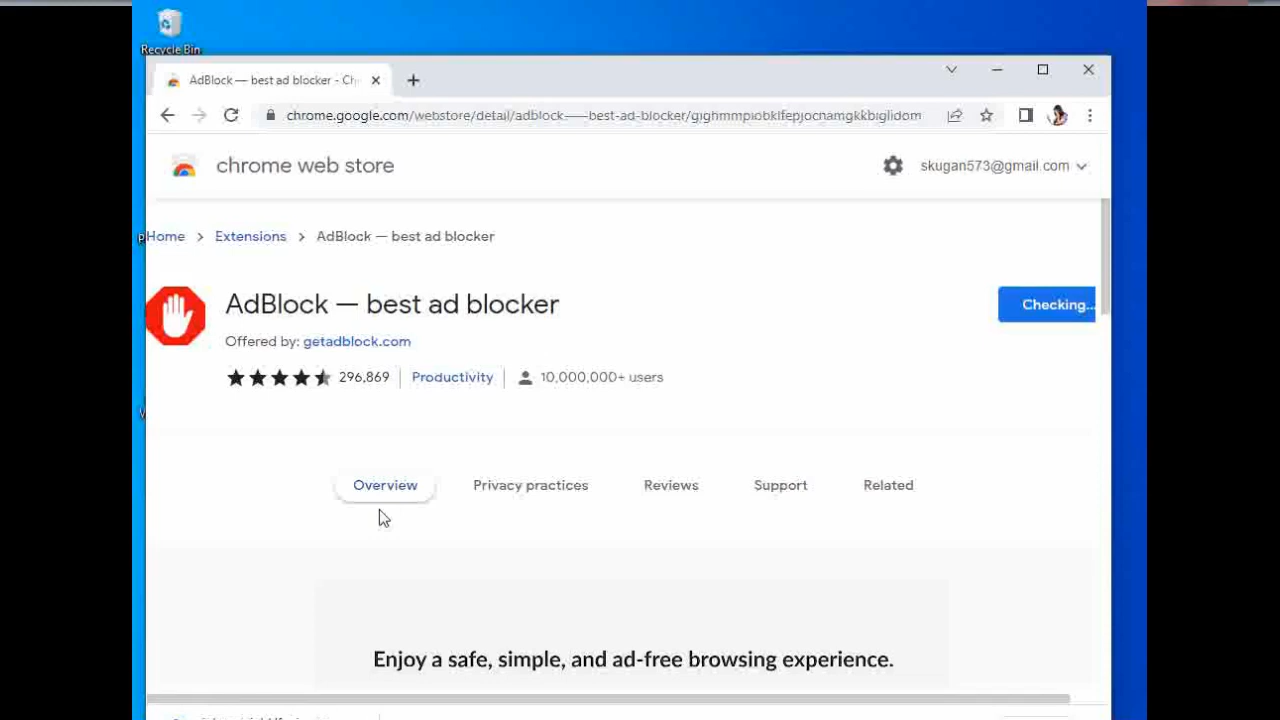 Recycle Bin
AdBlock — best ad blocker - Ch
chrome.google.com/webstore/detail/adblock-—-best-ad-blocker/gighmmpiobklfepjocnamgkkbiglidom
chrome web store
skugan573@gmail.com
Home > Extensions > AdBlock — best ad blocker
AdBlock — best ad blocker
Checking...
Offered by: getadblock.com
296,869 Productivity 10,000,000+ users
Overview Privacy practices Reviews Support Related
Enjoy a safe, simple, and ad-free browsing experience.